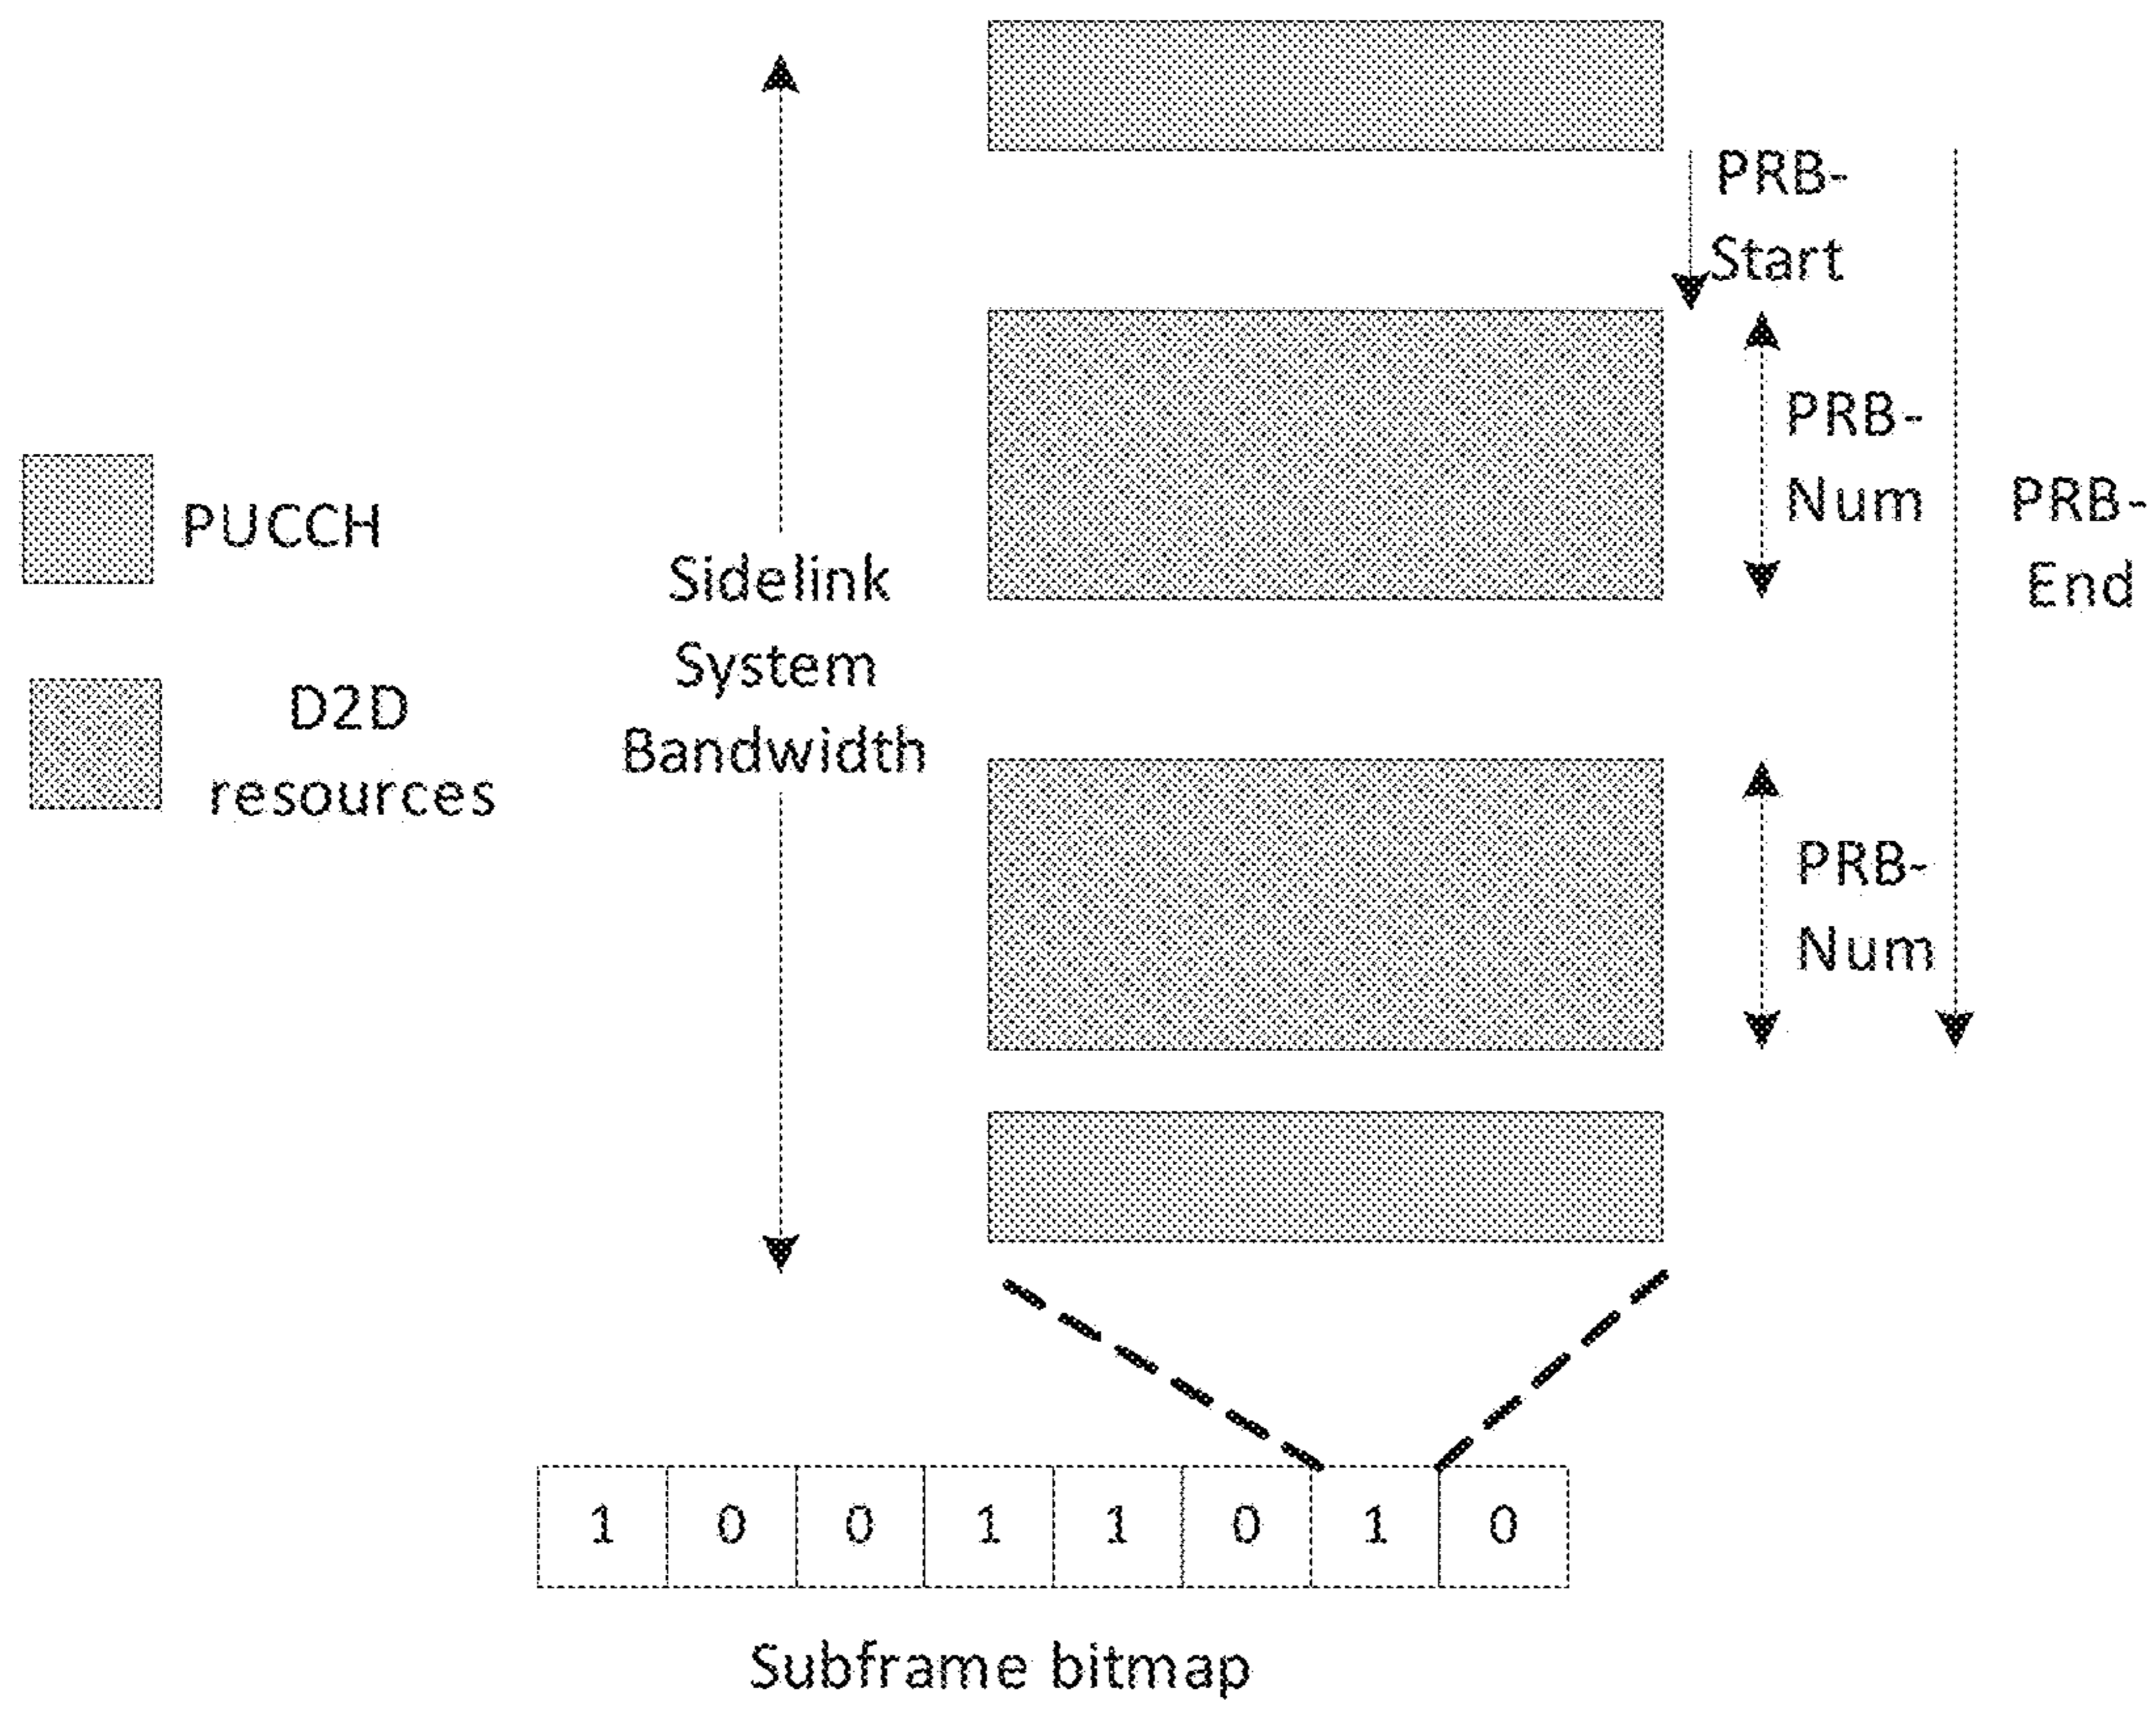 PRB-
Start
PRB-
Num
PRB-
End
PUCCH
Sidelink
System
Bandwidth
D2D
resources
PRB-
Num
1 0 0 1 1 0 1 0
Subframe bitmap